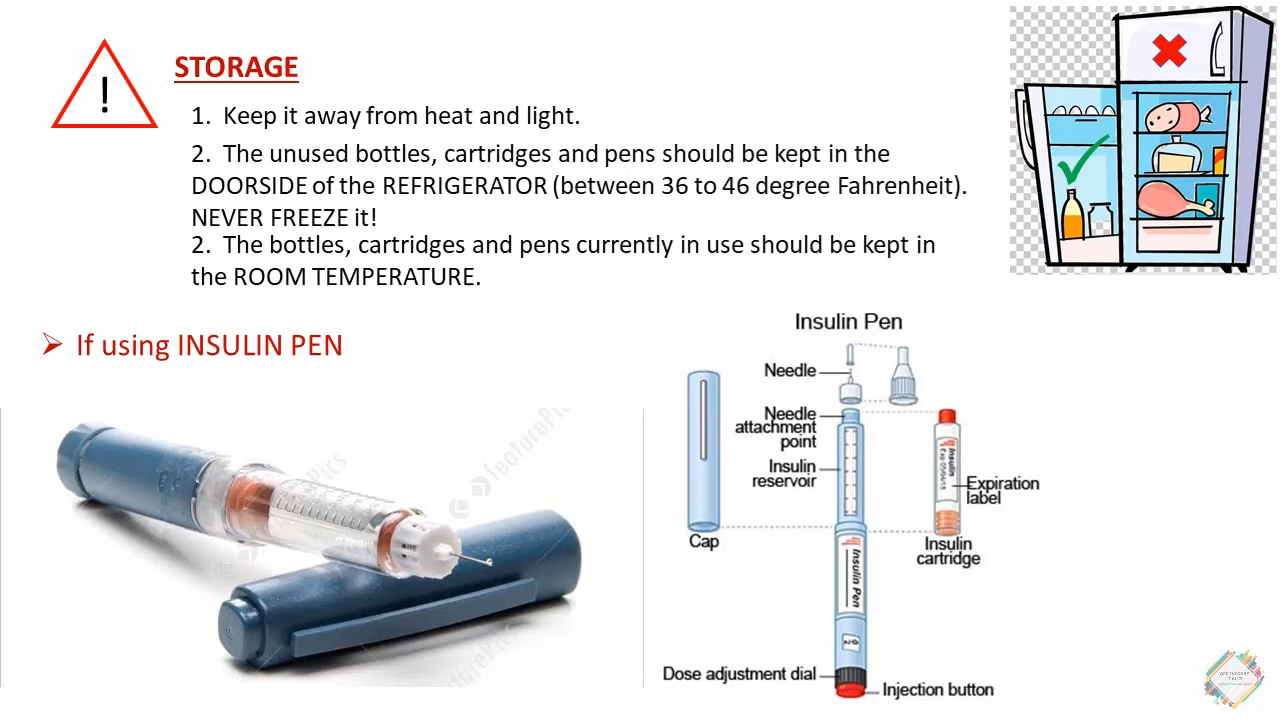 !
STORAGE
1. Keep it away from heat and light.
2. The unused bottles, cartridges and pens should be kept in the
DOORSIDE of the REFRIGERATOR (between 36 to 46 degree Fahrenheit).
NEVER FREEZE it!
2. The bottles, cartridges and pens currently in use should be kept in
the ROOM TEMPERATURE.
If using INSULIN PEN
Insulin Pen
Needle
Needle
attachment
point
Insulin
reservoir
Expiration
label
Cap
Insulin
cartridge
Insulin
Insulin Pen
Dose adjustment dial
Injection button
featurePics